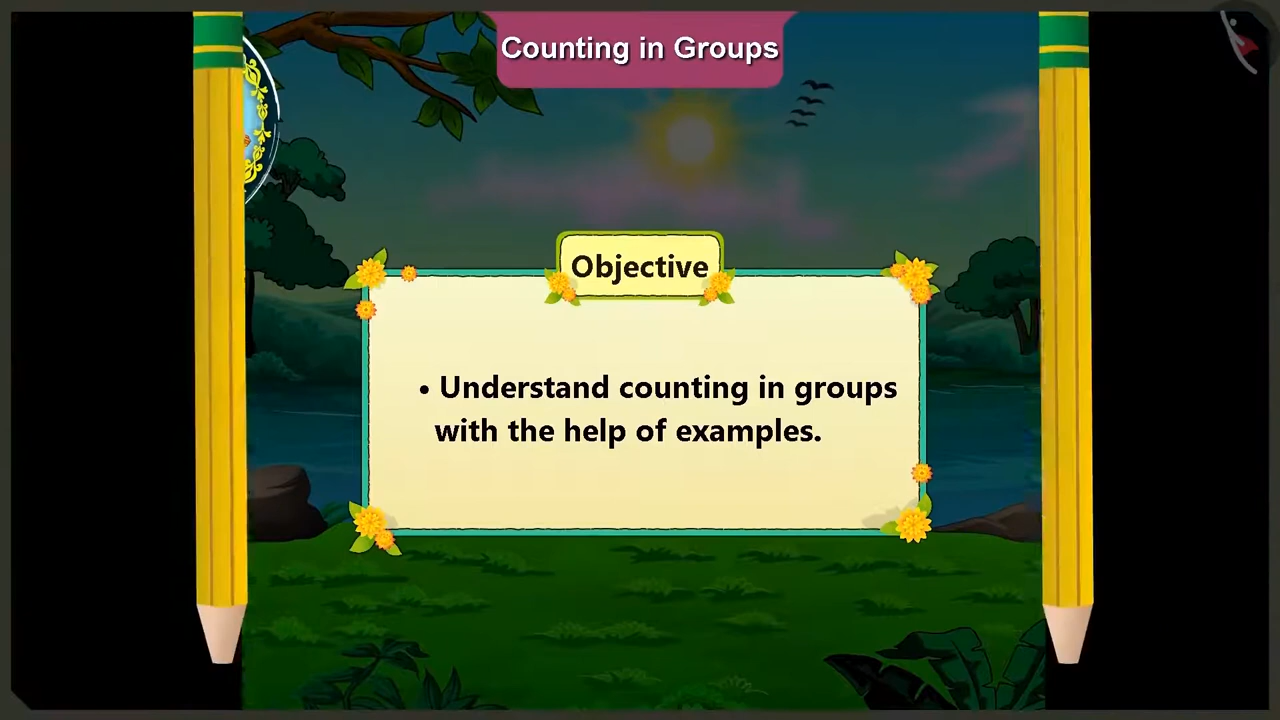 Counting in Groups
Objective
• Understand counting in groups
with the help of examples.